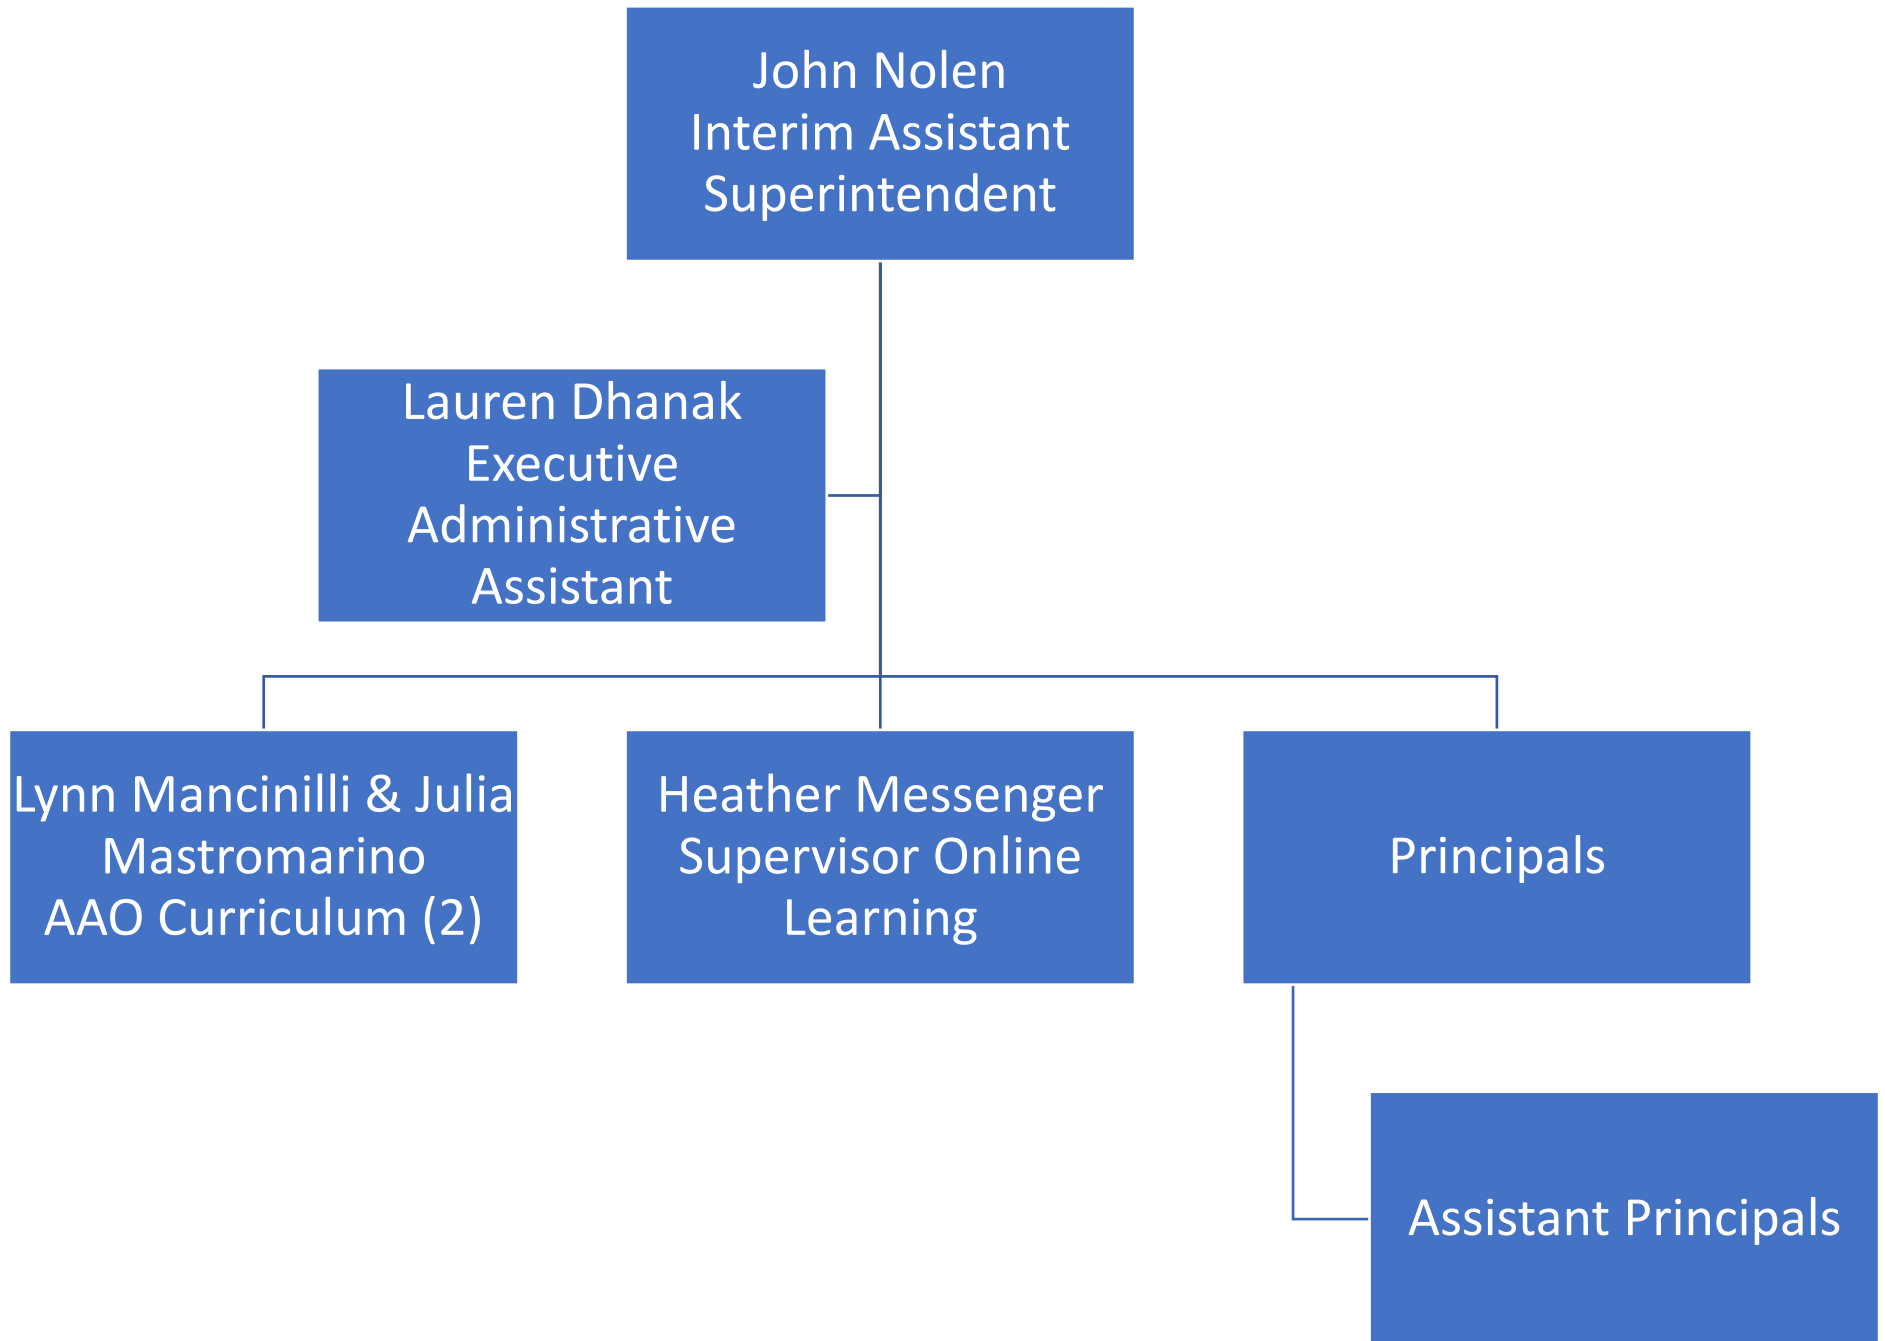 John Nolen
Interim Assistant
Superintendent
Lauren Dhanak
Executive
Administrative
Assistant
Lynn Mancinilli & Julia
Mastromarino
AAO Curriculum (2)
Heather Messenger
Supervisor Online
Learning
Principals
Assistant Principals